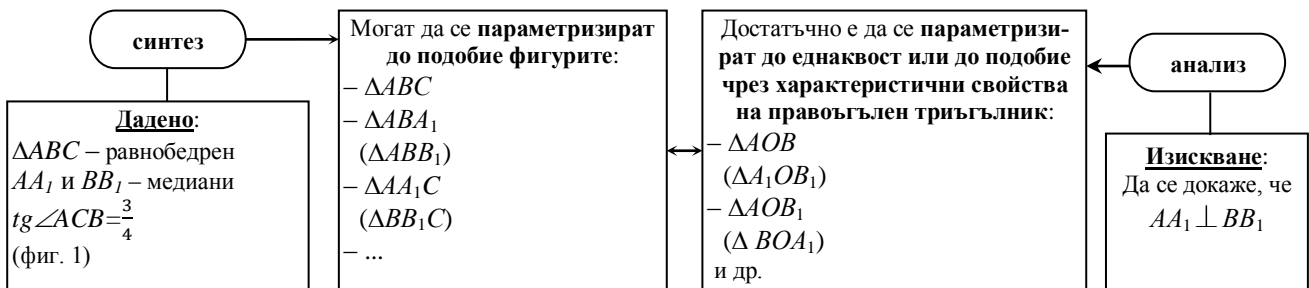 синтез
Дадено:
ΔABC – равнобедрен
AA₁ и BB₁ – медиани
tg∠ACB=3/4
(фиг. 1)
Могат да се параметризират
до подобие фигурите:
– ΔABC
– ΔABA₁
(ΔABB₁)
– ΔAA₁C
(ΔBB₁C)
– ...
Достатъчно е да се параметризи-
рат до еднаквост или до подобие
чрез характеристични свойства
на правоъгълен триъгълник:
– ΔAOB
(ΔA₁OB₁)
– ΔAOB₁
(Δ BOA₁)
и др.
анализ
Изискване:
Да се докаже, че
AA₁ ⊥ BB₁